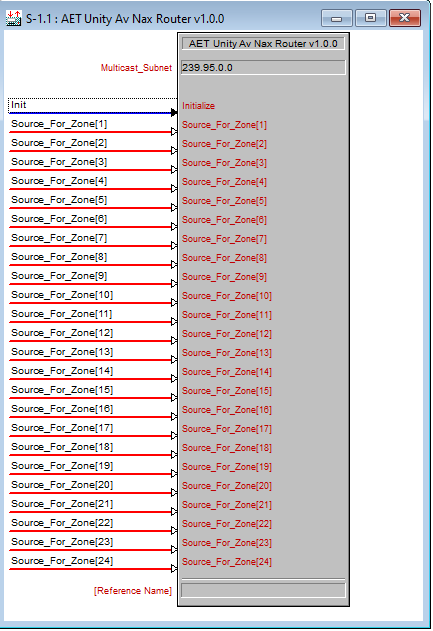 S-1.1 : AET Unity Av Nax Router v1.0.0
AET Unity Av Nax Router v1.0.0
Multicast_Subnet 239.95.0.0
Init Initialize
Source_For_Zone[1] Source_For_Zone[1]
Source_For_Zone[2] Source_For_Zone[2]
Source_For_Zone[3] Source_For_Zone[3]
Source_For_Zone[4] Source_For_Zone[4]
Source_For_Zone[5] Source_For_Zone[5]
Source_For_Zone[6] Source_For_Zone[6]
Source_For_Zone[7] Source_For_Zone[7]
Source_For_Zone[8] Source_For_Zone[8]
Source_For_Zone[9] Source_For_Zone[9]
Source_For_Zone[10] Source_For_Zone[10]
Source_For_Zone[11] Source_For_Zone[11]
Source_For_Zone[12] Source_For_Zone[12]
Source_For_Zone[13] Source_For_Zone[13]
Source_For_Zone[14] Source_For_Zone[14]
Source_For_Zone[15] Source_For_Zone[15]
Source_For_Zone[16] Source_For_Zone[16]
Source_For_Zone[17] Source_For_Zone[17]
Source_For_Zone[18] Source_For_Zone[18]
Source_For_Zone[19] Source_For_Zone[19]
Source_For_Zone[20] Source_For_Zone[20]
Source_For_Zone[21] Source_For_Zone[21]
Source_For_Zone[22] Source_For_Zone[22]
Source_For_Zone[23] Source_For_Zone[23]
Source_For_Zone[24] Source_For_Zone[24]
[Reference Name]